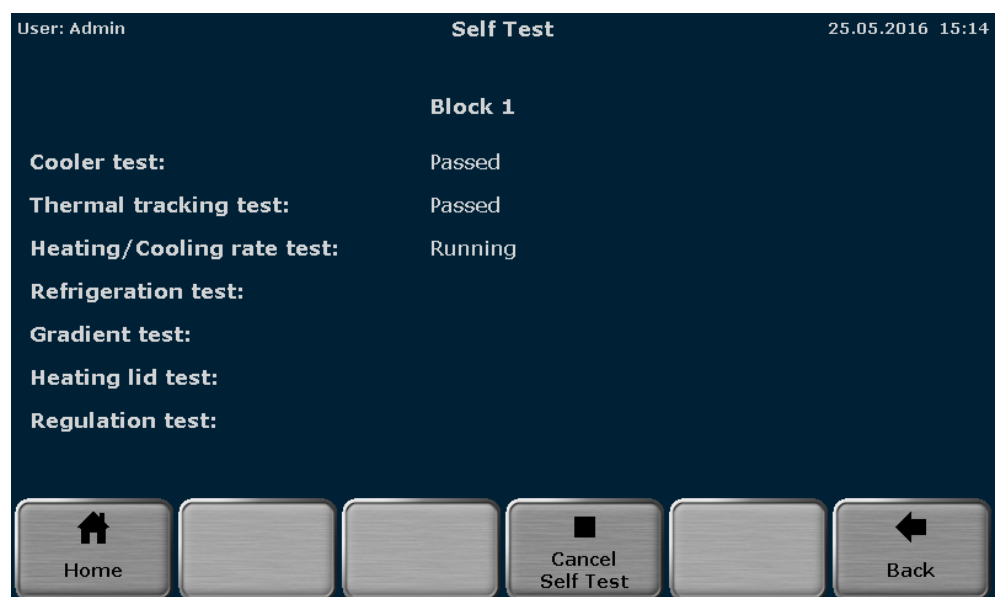 User: Admin Self Test 25.05.2016 15:14
Block 1
Cooler test: Passed
Thermal tracking test: Passed
Heating/Cooling rate test: Running
Refrigeration test:
Gradient test:
Heating lid test:
Regulation test:
Home
Cancel
Self Test
Back